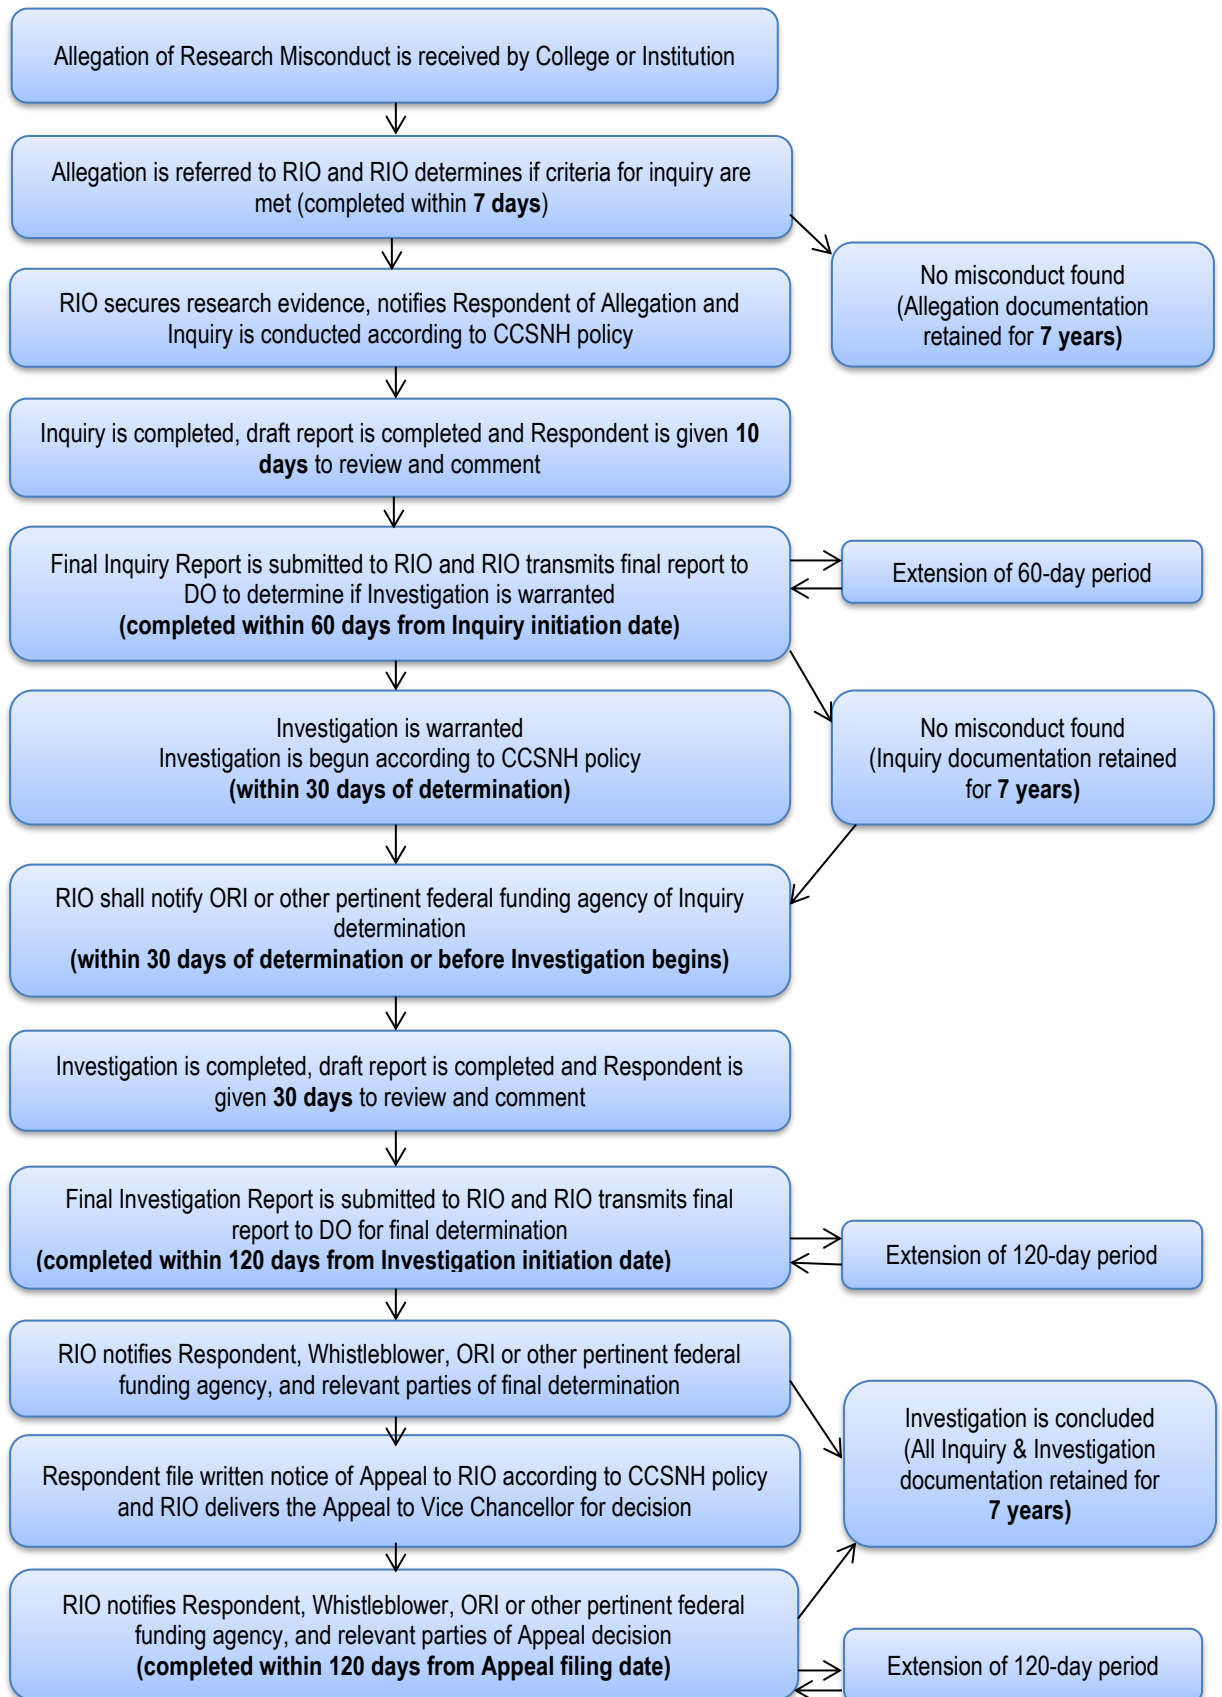 Allegation of Research Misconduct is received by College or Institution
Allegation is referred to RIO and RIO determines if criteria for inquiry are
met (completed within 7 days)
No misconduct found
(Allegation documentation
retained for 7 years)
RIO secures research evidence, notifies Respondent of Allegation and
Inquiry is conducted according to CCSNH policy
Inquiry is completed, draft report is completed and Respondent is given 10
days to review and comment
Final Inquiry Report is submitted to RIO and RIO transmits final report to
DO to determine if Investigation is warranted
(completed within 60 days from Inquiry initiation date)
Extension of 60-day period
Investigation is warranted
Investigation is begun according to CCSNH policy
(within 30 days of determination)
No misconduct found
(Inquiry documentation retained
for 7 years)
RIO shall notify ORI or other pertinent federal funding agency of Inquiry
determination
(within 30 days of determination or before Investigation begins)
Investigation is completed, draft report is completed and Respondent is
given 30 days to review and comment
Final Investigation Report is submitted to RIO and RIO transmits final
report to DO for final determination
(completed within 120 days from Investigation initiation date)
Extension of 120-day period
RIO notifies Respondent, Whistleblower, ORI or other pertinent federal
funding agency, and relevant parties of final determination
Investigation is concluded
(All Inquiry & Investigation
documentation retained for
7 years)
Respondent file written notice of Appeal to RIO according to CCSNH policy
and RIO delivers the Appeal to Vice Chancellor for decision
RIO notifies Respondent, Whistleblower, ORI or other pertinent federal
funding agency, and relevant parties of Appeal decision
(completed within 120 days from Appeal filing date)
Extension of 120-day period